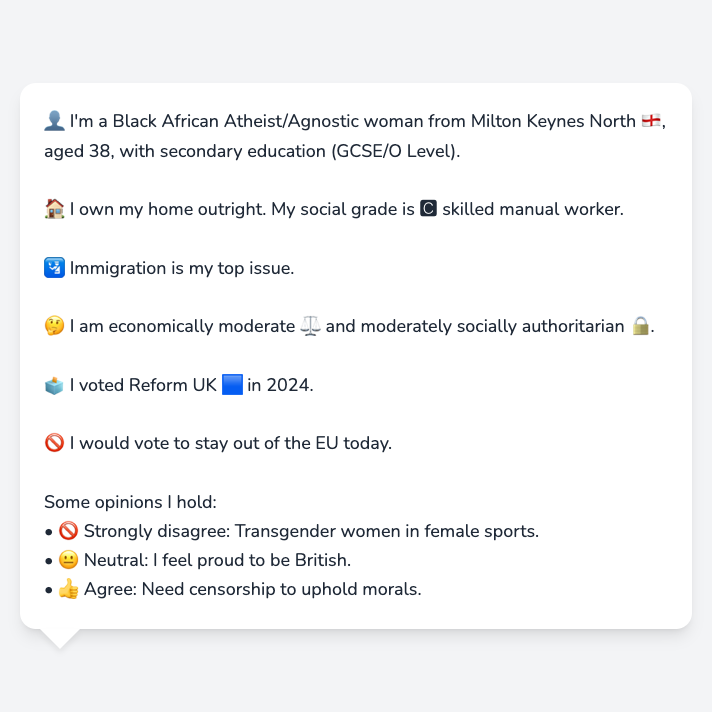 👤 I'm a Black African Atheist/Agnostic woman from Milton Keynes North 🏴󠁧󠁢󠁥󠁮󠁧󠁿,
aged 38, with secondary education (GCSE/O Level).
🏠 I own my home outright. My social grade is 🅲 skilled manual worker.
🛂 Immigration is my top issue.
🤔 I am economically moderate ⚖️ and moderately socially authoritarian 🔒.
🗳️ I voted Reform UK 🟦 in 2024.
🚫 I would vote to stay out of the EU today.
Some opinions I hold:
• 🚫 Strongly disagree: Transgender women in female sports.
• 😐 Neutral: I feel proud to be British.
• 👍 Agree: Need censorship to uphold morals.